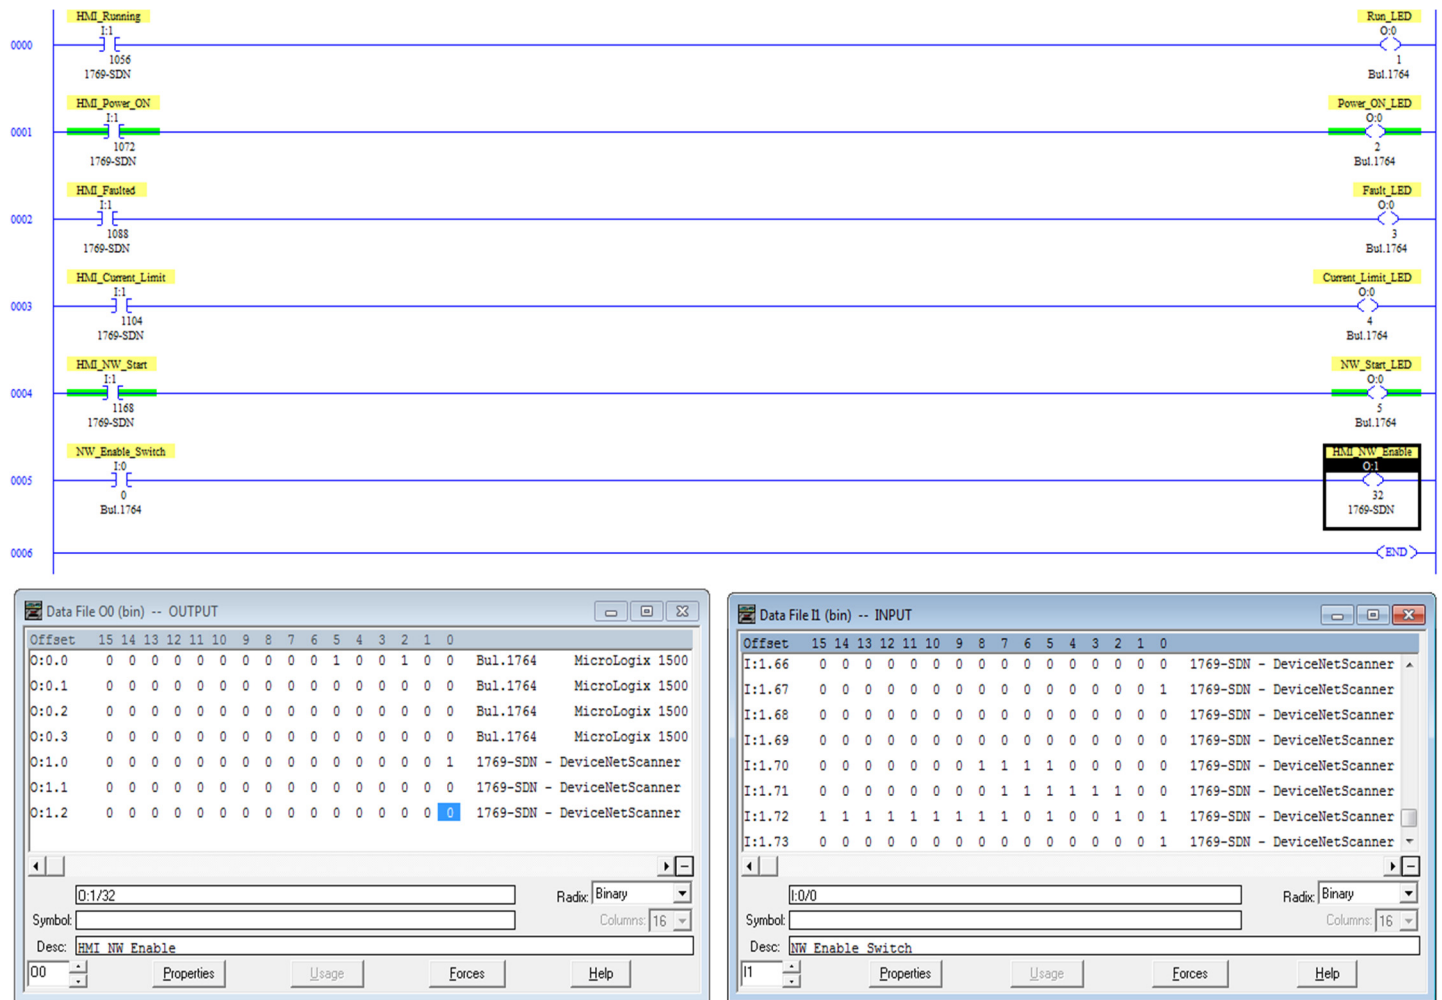 HMI_Running Run_LED
I:1 O:0
0000
1056 1
1769-SDN Bul.1764
HMI_Power_ON Power_ON_LED
I:1 O:0
0001
1072 2
1769-SDN Bul.1764
HMI_Faulted Fault_LED
I:1 O:0
0002
1088 3
1769-SDN Bul.1764
HMI_Current_Limit Current_Limit_LED
I:1 O:0
0003
1104 4
1769-SDN Bul.1764
HMI_NW_Start NW_Start_LED
I:1 O:0
0004
1168 5
1769-SDN Bul.1764
NW_Enable_Switch HMI_NW_Enable
I:0 O:1
0005
0 32
Bul.1764 1769-SDN
0006 END
Data File O0 (bin) -- OUTPUT
Offset 15 14 13 12 11 10 9 8 7 6 5 4 3 2 1 0
O:0.0 0 0 0 0 0 0 0 0 0 0 1 0 0 1 0 0 Bul.1764 MicroLogix 1500
O:0.1 0 0 0 0 0 0 0 0 0 0 0 0 0 0 0 0 Bul.1764 MicroLogix 1500
O:0.2 0 0 0 0 0 0 0 0 0 0 0 0 0 0 0 0 Bul.1764 MicroLogix 1500
O:0.3 0 0 0 0 0 0 0 0 0 0 0 0 0 0 0 0 Bul.1764 MicroLogix 1500
O:1.0 0 0 0 0 0 0 0 0 0 0 0 0 0 0 0 1 1769-SDN - DeviceNetScanner
O:1.1 0 0 0 0 0 0 0 0 0 0 0 0 0 0 0 0 1769-SDN - DeviceNetScanner
O:1.2 0 0 0 0 0 0 0 0 0 0 0 0 0 0 0 0 1769-SDN - DeviceNetScanner
O:1/32 Radix: Binary
Symbol: Columns: 16
Desc: HMI_NW_Enable
O0 Properties Usage Forces Help
Data File I1 (bin) -- INPUT
Offset 15 14 13 12 11 10 9 8 7 6 5 4 3 2 1 0
I:1.66 0 0 0 0 0 0 0 0 0 0 0 0 0 0 0 0 1769-SDN - DeviceNetScanner
I:1.67 0 0 0 0 0 0 0 0 0 0 0 0 0 0 0 1 1769-SDN - DeviceNetScanner
I:1.68 0 0 0 0 0 0 0 0 0 0 0 0 0 0 0 0 1769-SDN - DeviceNetScanner
I:1.69 0 0 0 0 0 0 0 0 0 0 0 0 0 0 0 0 1769-SDN - DeviceNetScanner
I:1.70 0 0 0 0 0 0 0 1 1 1 1 0 0 0 0 0 1769-SDN - DeviceNetScanner
I:1.71 0 0 0 0 0 0 0 0 1 1 1 1 1 1 0 0 1769-SDN - DeviceNetScanner
I:1.72 1 1 1 1 1 1 1 1 1 0 1 0 0 1 0 1 1769-SDN - DeviceNetScanner
I:1.73 0 0 0 0 0 0 0 0 0 0 0 0 0 0 0 1 1769-SDN - DeviceNetScanner
I:0/0 Radix: Binary
Symbol: Columns: 16
Desc: NW_Enable_Switch
I1 Properties Usage Forces Help